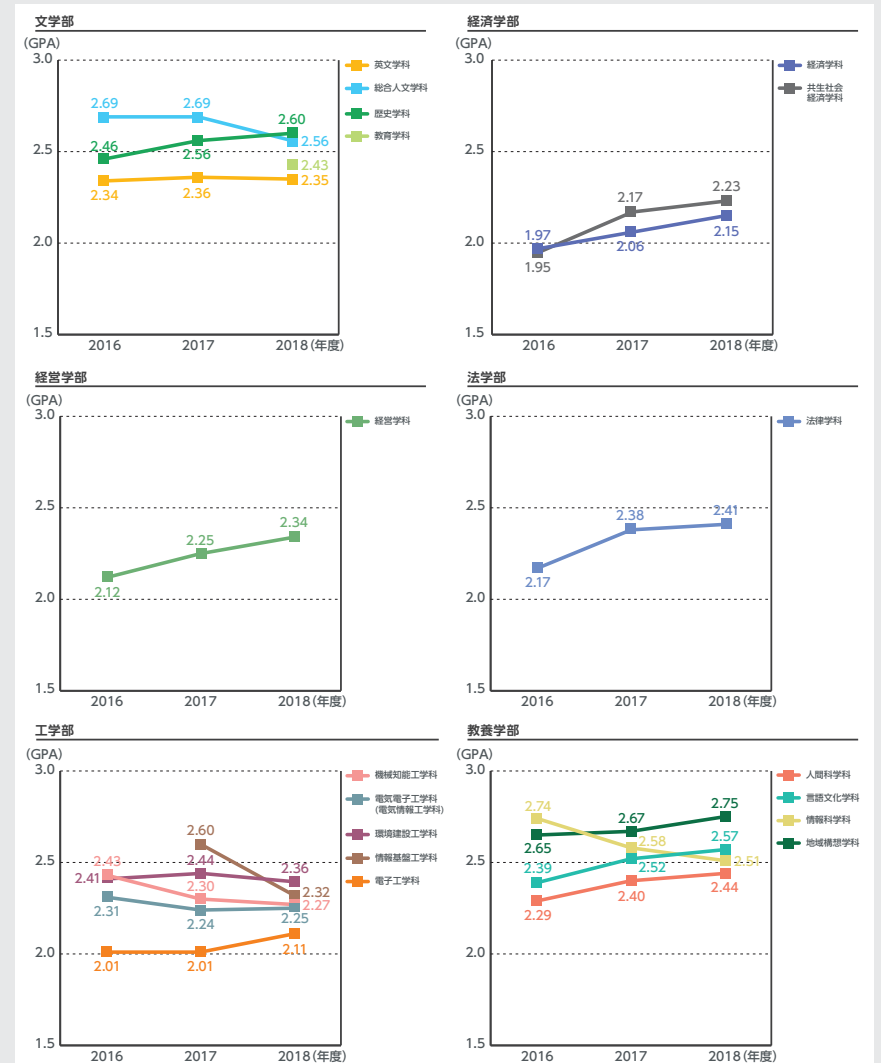 文学部
(GPA)
3.0
2.5
2.0
1.5
2.69
2.69
2.60
2.46
2.56
2.56
2.43
2.35
2.34
2.36
2016
2017
2018(年度)
英文学科
総合人文学科
歴史学科
教育学科
経済学部
(GPA)
3.0
2.5
2.0
1.5
2.23
2.17
1.97
2.06
2.15
1.95
2016
2017
2018(年度)
経済学科
共生社会
経済学科
経営学部
(GPA)
3.0
2.5
2.0
1.5
2.34
2.25
2.12
2016
2017
2018(年度)
経営学科
法学部
(GPA)
3.0
2.5
2.0
1.5
2.41
2.38
2.17
2016
2017
2018(年度)
法律学科
工学部
(GPA)
3.0
2.5
2.0
1.5
2.60
2.43
2.44
2.36
2.41
2.30
2.32
2.27
2.31
2.24
2.25
2.01
2.01
2.11
2016
2017
2018(年度)
機械知能工学科
電気電子工学科
(電気情報工学科)
環境建設工学科
情報基盤工学科
電子工学科
教養学部
(GPA)
3.0
2.5
2.0
1.5
2.74
2.67
2.75
2.65
2.58
2.57
2.51
2.39
2.52
2.44
2.29
2.40
2016
2017
2018(年度)
人間科学科
言語文化学科
情報科学科
地域構想学科